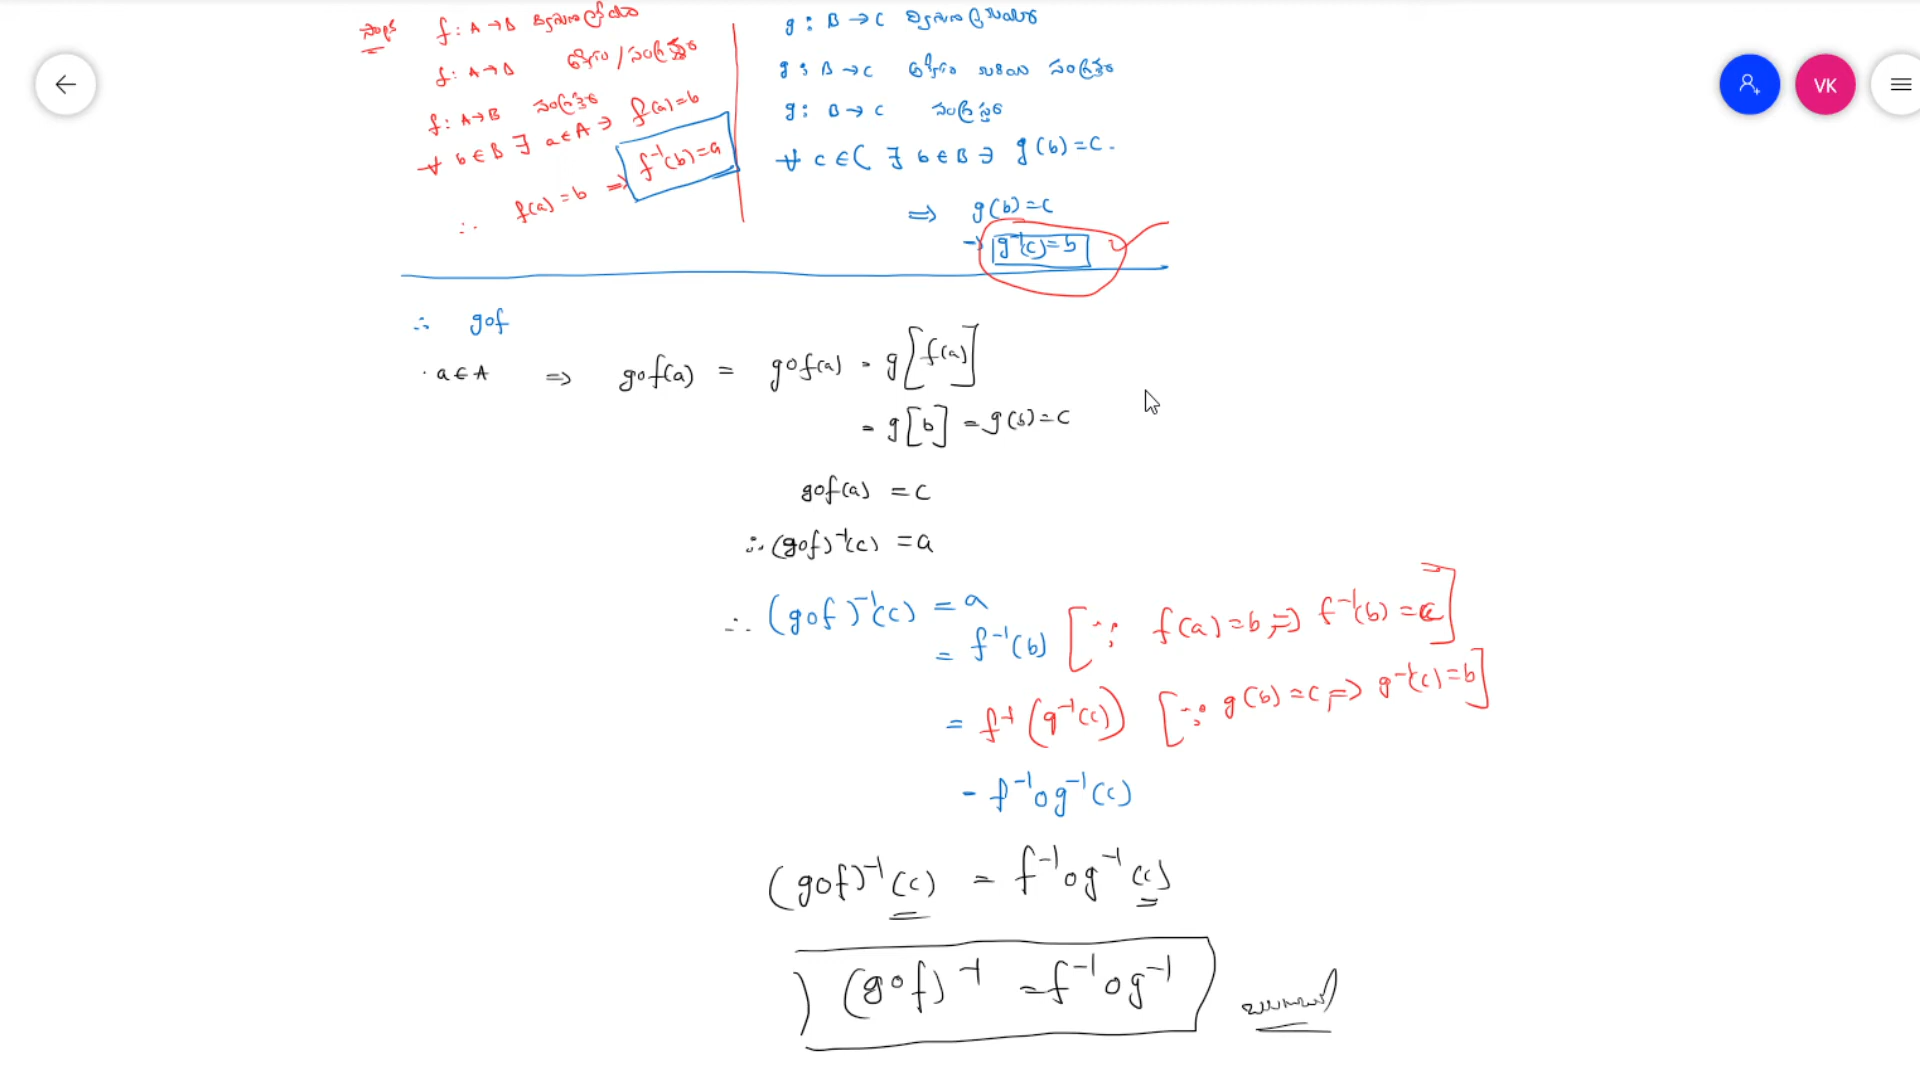 f : A → B
f : A → B
f : A → B f(a) = b
∀ b ∈ B ∃ a ∈ A ∋
∴ f(a) = b ⇒ f⁻¹(b) = a
g : B → C
g : B → C
g : B → C
∀ c ∈ C ∃ b ∈ B ∋ g(b) = c.
⇒ g(b) = c
→ g⁻¹(c) = b
VK
∴ gof
. a ∈ A ⇒ gof(a) = gof(a) = g[f(a)]
= g[b] = g(b) = c
gof(a) = c
∴ (gof)⁻¹(c) = a
∴ (gof)⁻¹(c) = a
= f⁻¹(b) [∵ f(a) = b ⇒ f⁻¹(b) = a]
= f⁻¹(g⁻¹(c)) [∵ g(b) = c, ⇒ g⁻¹(c) = b]
= f⁻¹og⁻¹(c)
(gof)⁻¹(c) = f⁻¹og⁻¹(c)
(gof)⁻¹ = f⁻¹og⁻¹